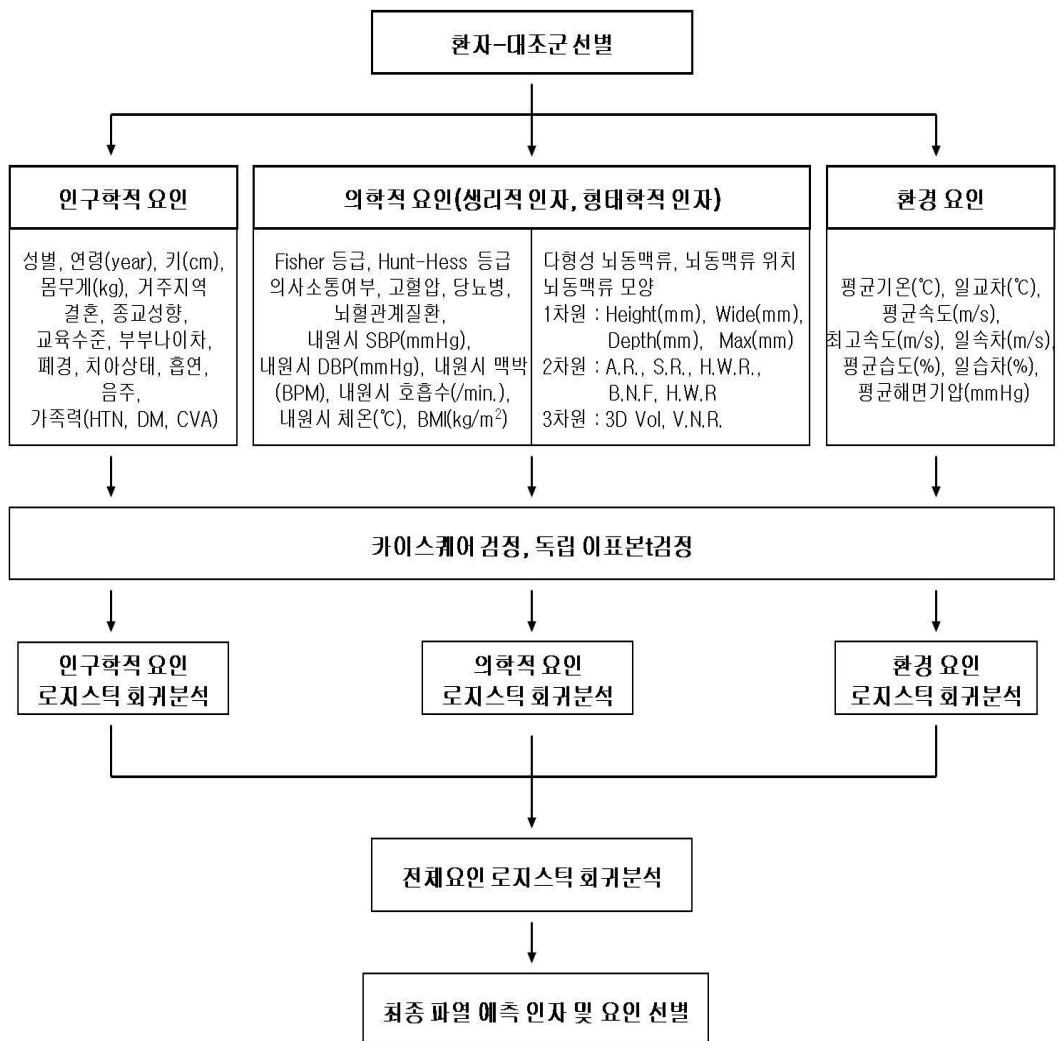 환자-대조군 선별
인구학적 요인
성별, 연령(year), 키(cm),
몸무게(kg), 거주지역
결혼, 종교성향,
교육수준, 부부나이차,
폐경, 치아상태, 흡연,
음주,
가족력(HTN, DM, CVA)
의학적 요인(생리적 인자, 형태학적 인자)
Fisher 등급, Hunt-Hess 등급
의사소통여부, 고혈압, 당뇨병,
뇌혈관계질환,
내원시 SBP(mmHg),
내원시 DBP(mmHg), 내원시 맥박
(BPM), 내원시 호흡수(/min.),
내원시 체온(℃), BMI(kg/m²)
다형성 뇌동맥류, 뇌동맥류 위치
뇌동맥류 모양
1차원 : Height(mm), Wide(mm),
Depth(mm), Max(mm)
2차원 : A.R., S.R., H.W.R.,
B.N.F, H.W.R
3차원 : 3D Vol, V.N.R.
환경 요인
평균기온(℃), 일교차(℃),
평균속도(m/s),
최고속도(m/s), 일속차(m/s),
평균습도(%), 일습차(%),
평균해면기압(mmHg)
카이스퀘어 검정, 독립 이표본t검정
인구학적 요인
로지스틱 회귀분석
의학적 요인
로지스틱 회귀분석
환경 요인
로지스틱 회귀분석
전체요인 로지스틱 회귀분석
최종 파열 예측 인자 및 요인 선별